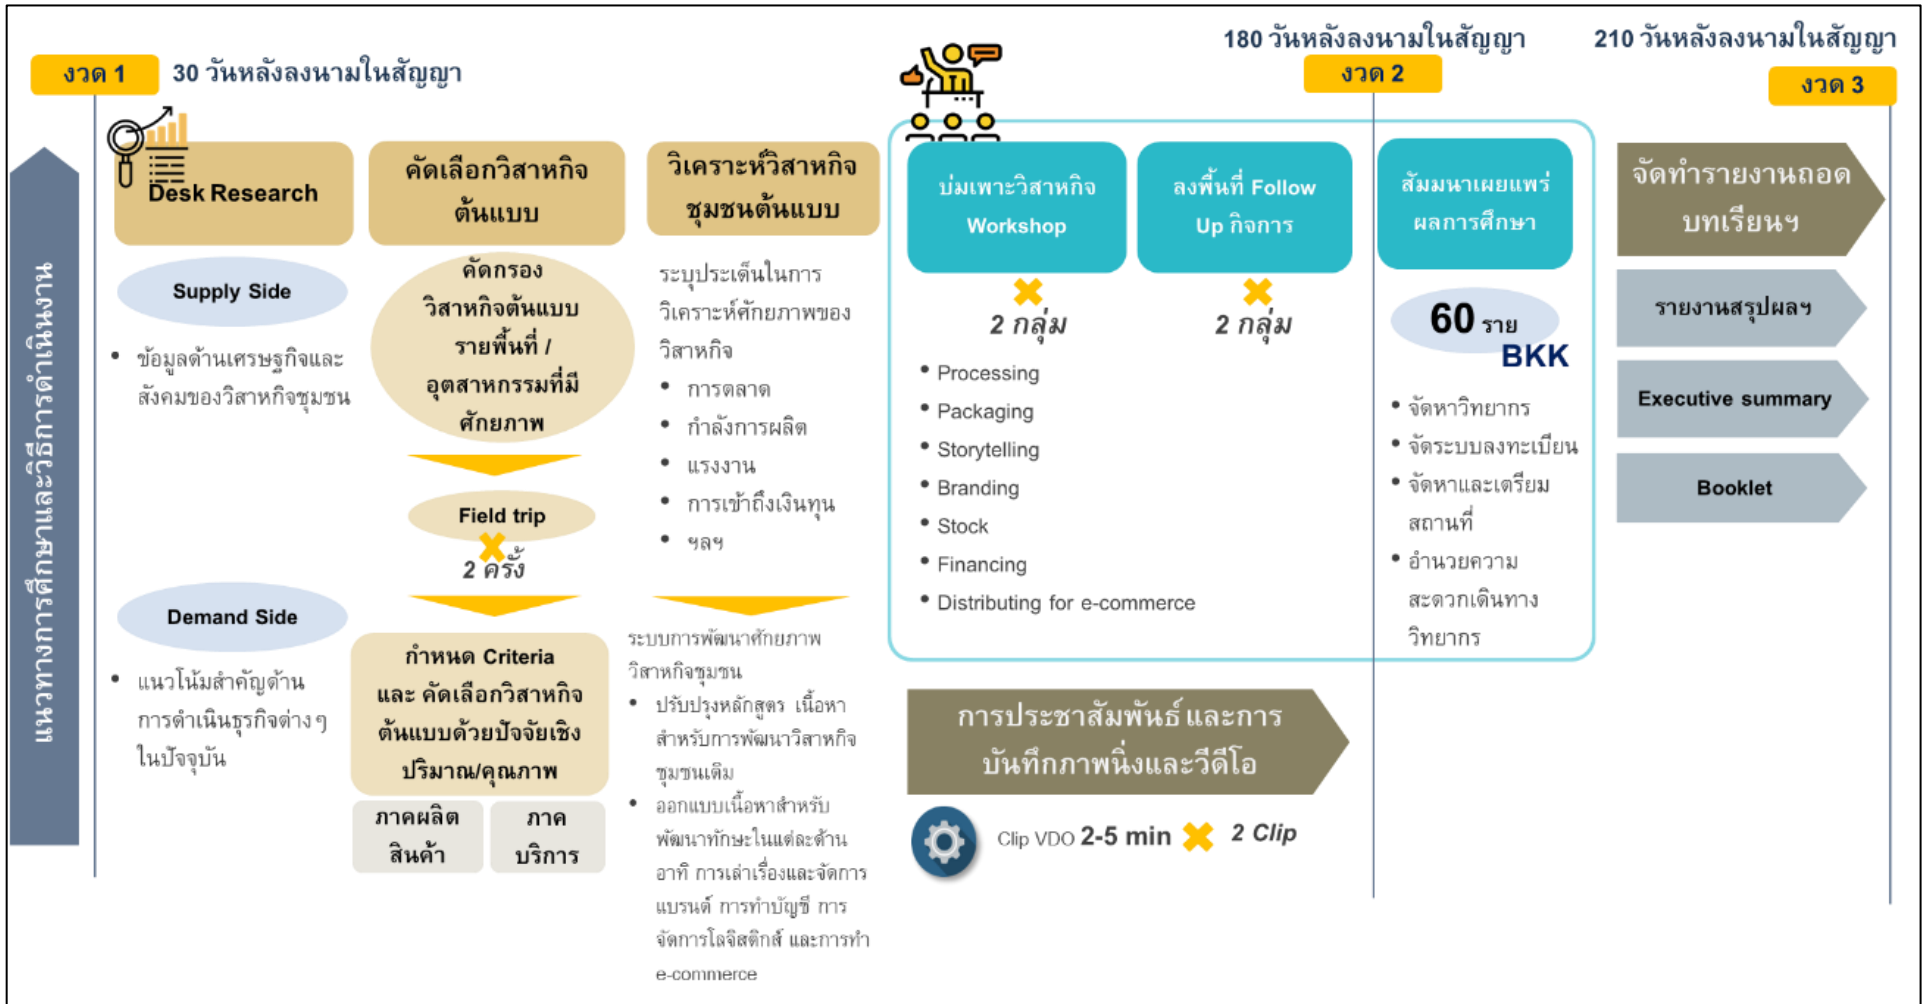 งวด 1
30 วันหลังลงนามในสัญญา
180 วันหลังลงนามในสัญญา
งวด 2
210 วันหลังลงนามในสัญญา
งวด 3
แนวทางการศึกษาและวิธีการดำเนินงาน
Desk Research
Supply Side
• ข้อมูลด้านเศรษฐกิจและ
สังคมของวิสาหกิจชุมชน
Demand Side
• แนวโน้มสำคัญด้าน
การดำเนินธุรกิจต่างๆ
ในปัจจุบัน
คัดเลือกวิสาหกิจ
ต้นแบบ
คัดกรอง
วิสาหกิจต้นแบบ
รายพื้นที่ /
อุตสาหกรรมที่มี
ศักยภาพ
Field trip
2 ครั้ง
กำหนด Criteria
และ คัดเลือกวิสาหกิจ
ต้นแบบด้วยปัจจัยเชิง
ปริมาณ/คุณภาพ
ภาคผลิต
สินค้า
ภาค
บริการ
วิเคราะห์วิสาหกิจ
ชุมชนต้นแบบ
ระบุประเด็นในการ
วิเคราะห์ศักยภาพของ
วิสาหกิจ
• การตลาด
• กำลังการผลิต
• แรงงาน
• การเข้าถึงเงินทุน
• ฯลฯ
ระบบการพัฒนาศักยภาพ
วิสาหกิจชุมชน
• ปรับปรุงหลักสูตร เนื้อหา
สำหรับการพัฒนาวิสาหกิจ
ชุมชนเดิม
• ออกแบบเนื้อหาสำหรับ
พัฒนาทักษะในแต่ละด้าน
อาทิ การเล่าเรื่องและจัดการ
แบรนด์ การทำบัญชี การ
จัดการโลจิสติกส์ และการทำ
e-commerce
บ่มเพาะวิสาหกิจ
Workshop
2 กลุ่ม
ลงพื้นที่ Follow
Up กิจการ
2 กลุ่ม
• Processing
• Packaging
• Storytelling
• Branding
• Stock
• Financing
• Distributing for e-commerce
สัมมนาเผยแพร่
ผลการศึกษา
60 ราย
BKK
• จัดหาวิทยากร
• จัดระบบลงทะเบียน
• จัดหาและเตรียม
สถานที่
• อำนวยความ
สะดวกเดินทาง
วิทยากร
การประชาสัมพันธ์ และการ
บันทึกภาพนิ่งและวีดีโอ
Clip VDO 2-5 min 2 Clip
จัดทำรายงานถอด
บทเรียนฯ
รายงานสรุปผลฯ
Executive summary
Booklet